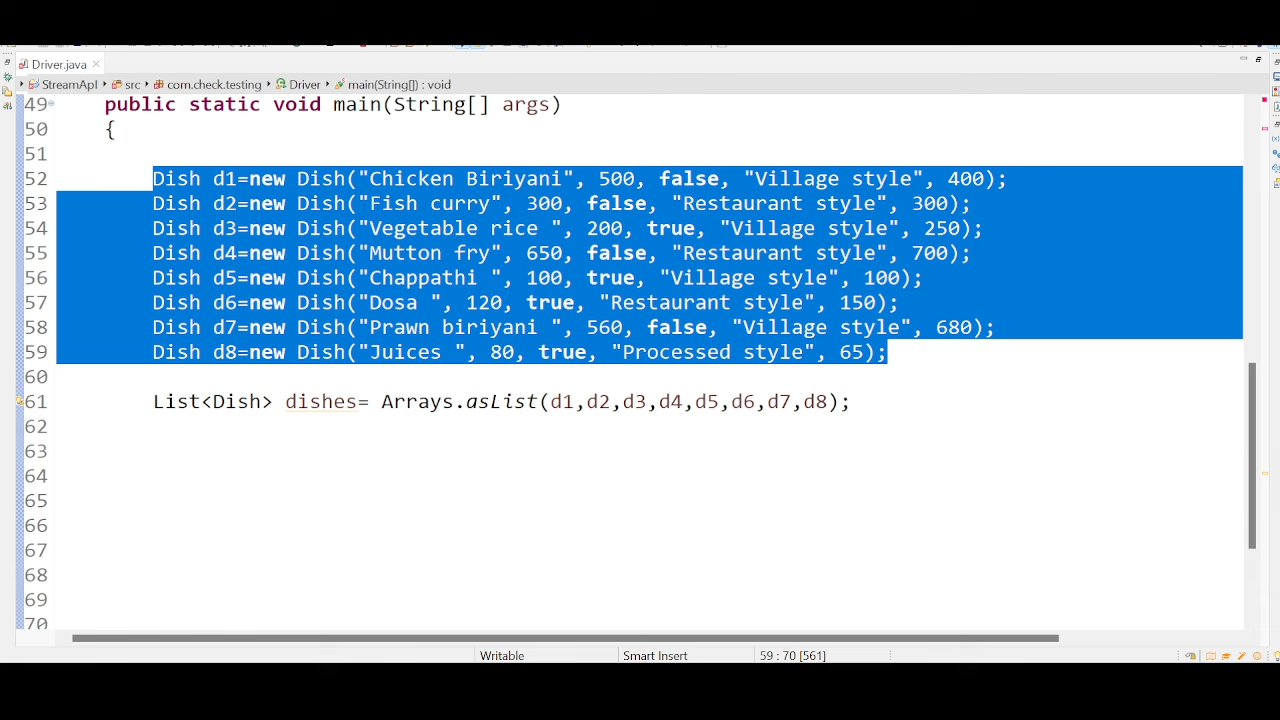 Driver.java
StreamApI src com.check.testing Driver main(String[]) : void
49 public static void main(String[] args)
50 {
51
52 Dish d1=new Dish("Chicken Biriyani", 500, false, "Village style", 400);
53 Dish d2=new Dish("Fish curry", 300, false, "Restaurant style", 300);
54 Dish d3=new Dish("Vegetable rice ", 200, true, "Village style", 250);
55 Dish d4=new Dish("Mutton fry", 650, false, "Restaurant style", 700);
56 Dish d5=new Dish("Chappathi ", 100, true, "Village style", 100);
57 Dish d6=new Dish("Dosa ", 120, true, "Restaurant style", 150);
58 Dish d7=new Dish("Prawn biriyani ", 560, false, "Village style", 680);
59 Dish d8=new Dish("Juices ", 80, true, "Processed style", 65);
60
61 List<Dish> dishes= Arrays.asList(d1,d2,d3,d4,d5,d6,d7,d8);
62
63
64
65
66
67
68
69
70
Writable Smart Insert 59 : 70 [561]